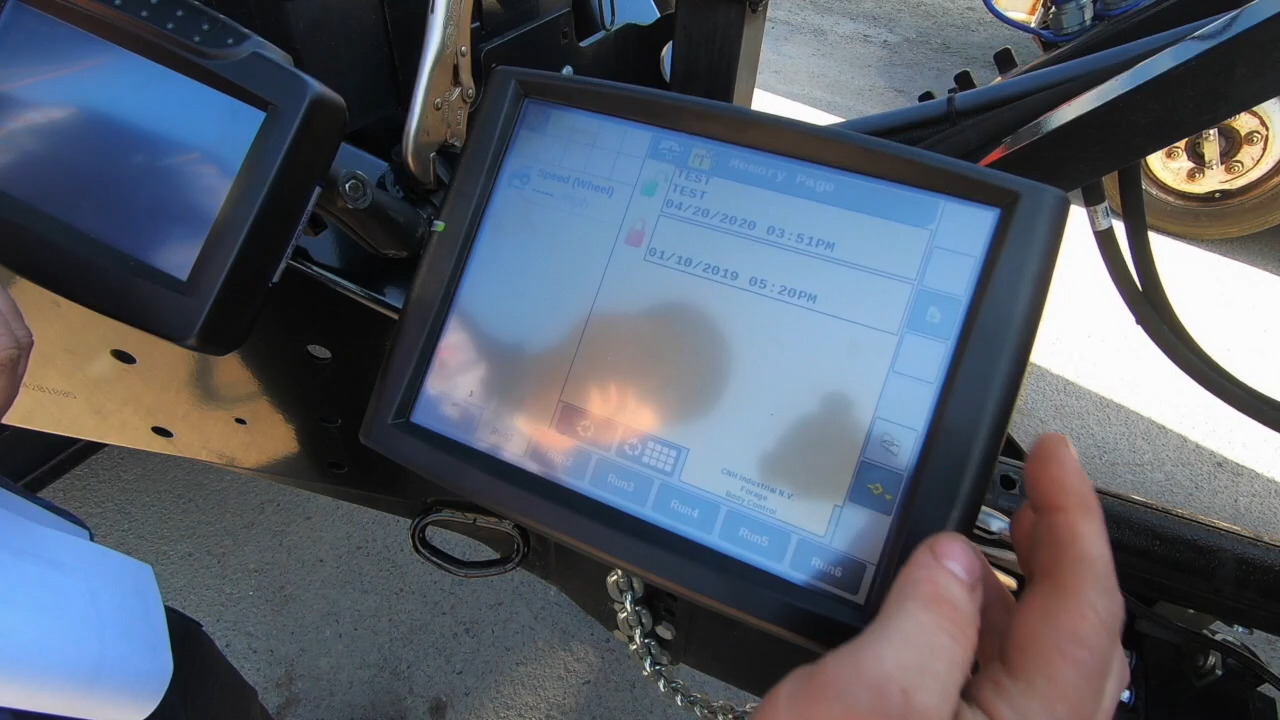 Memory Page
Speed (Wheel)
TEST
TEST
04/20/2020 03:51PM
01/10/2019 05:20PM
CNH Industrial N.V.
Forage
Body Control
Run3
Run4
Run5
Run6